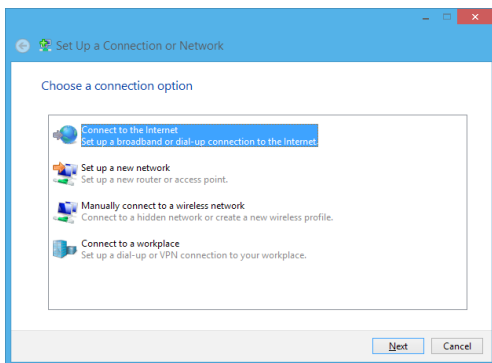 Set Up a Connection or Network
Choose a connection option
Connect to the Internet
Set up a broadband or dial-up connection to the Internet.
Set up a new network
Set up a new router or access point.
Manually connect to a wireless network
Connect to a hidden network or create a new wireless profile.
Connect to a workplace
Set up a dial-up or VPN connection to your workplace.
Next Cancel